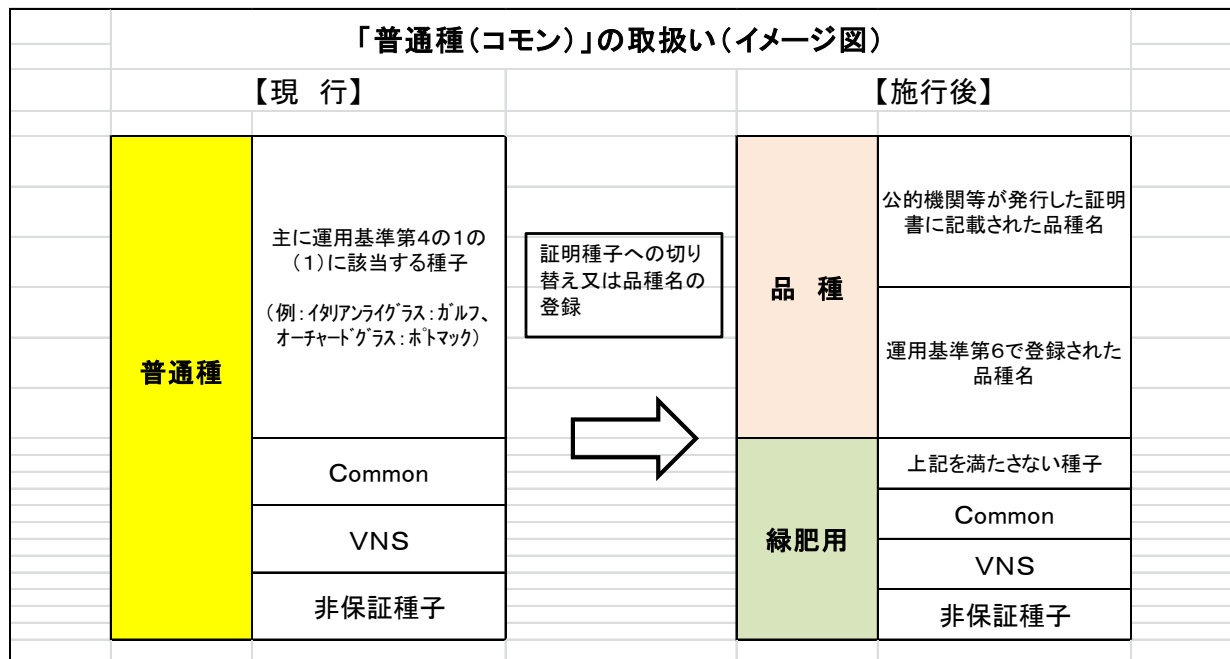 「普通種(コモン)」の取扱い(イメージ図)
【現 行】
【施行後】
普通種
主に運用基準第4の1の
(1)に該当する種子
(例:イタリアンライグラス:ガルフ、
オーチャードグラス:ポトマック)
Common
VNS
非保証種子
証明種子への切り
替え又は品種名の
登録
品 種
公的機関等が発行した証明
書に記載された品種名
運用基準第6で登録された
品種名
緑肥用
上記を満たさない種子
Common
VNS
非保証種子